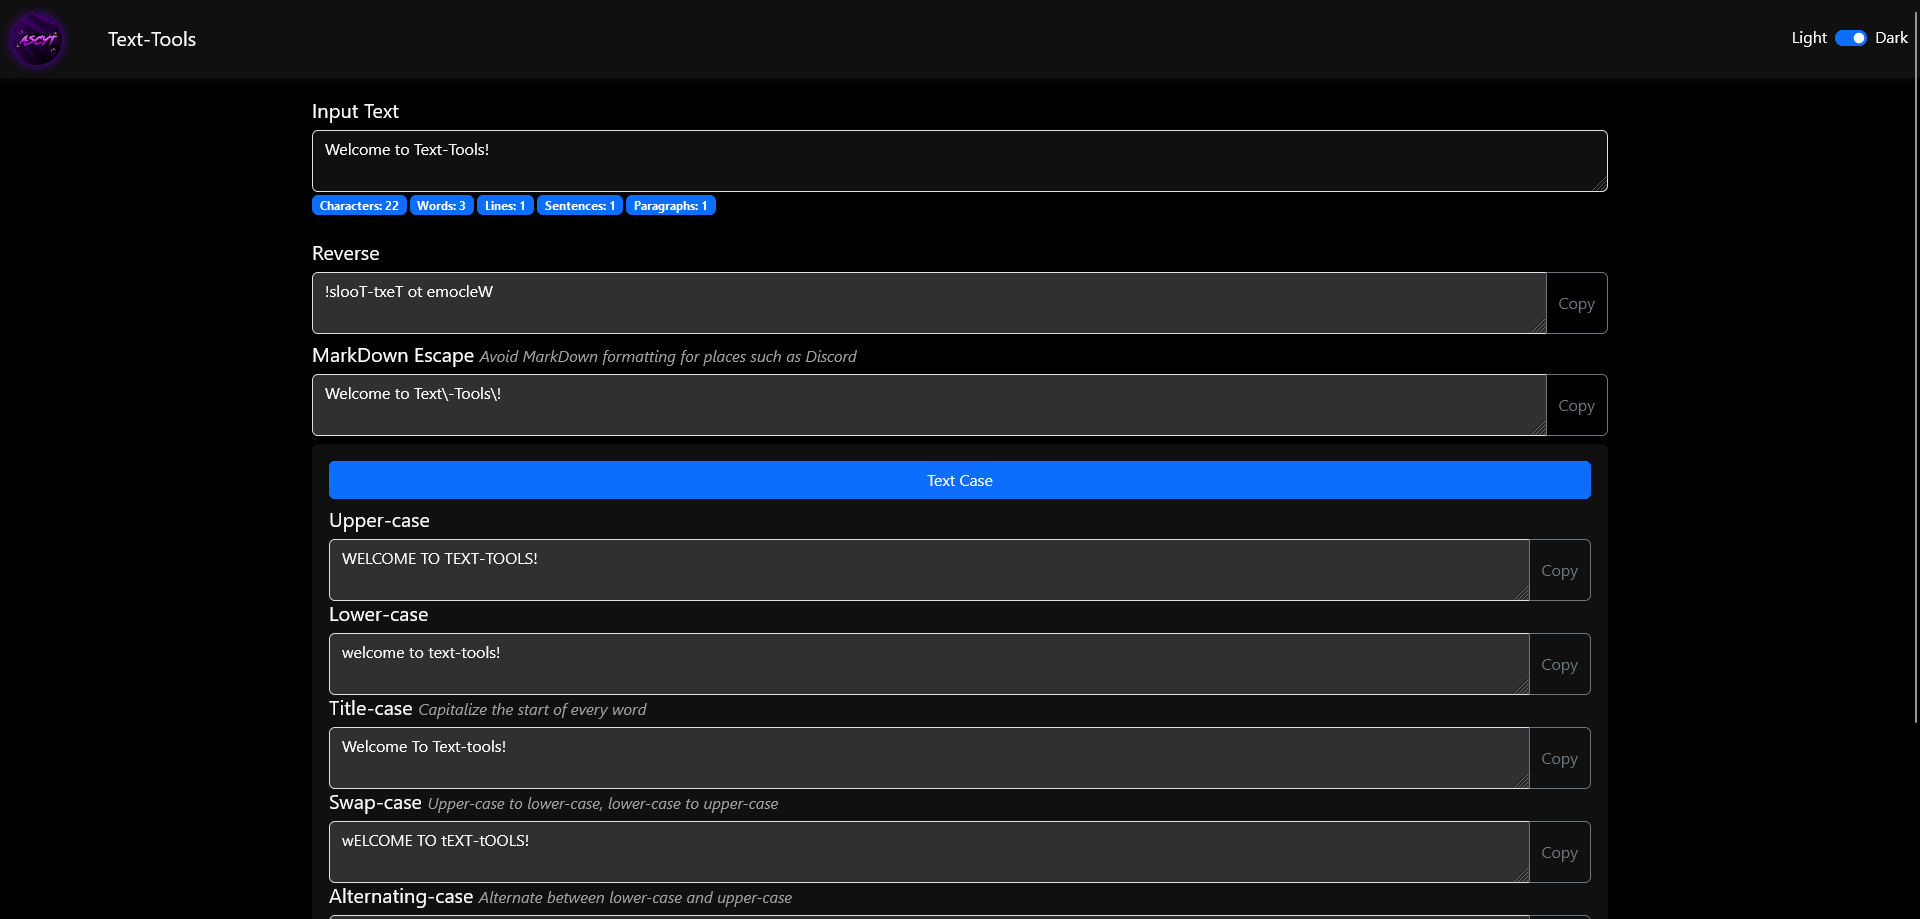 ASCYT
Text-Tools
Light Dark
Input Text
Welcome to Text-Tools!
Characters: 22 Words: 3 Lines: 1 Sentences: 1 Paragraphs: 1
Reverse
!slooT-txeT ot emocleW
Copy
MarkDown Escape Avoid MarkDown formatting for places such as Discord
Welcome to Text\-Tools\!
Copy
Text Case
Upper-case
WELCOME TO TEXT-TOOLS!
Copy
Lower-case
welcome to text-tools!
Copy
Title-case Capitalize the start of every word
Welcome To Text-tools!
Copy
Swap-case Upper-case to lower-case, lower-case to upper-case
wELCOME TO tEXT-tOOLS!
Copy
Alternating-case Alternate between lower-case and upper-case